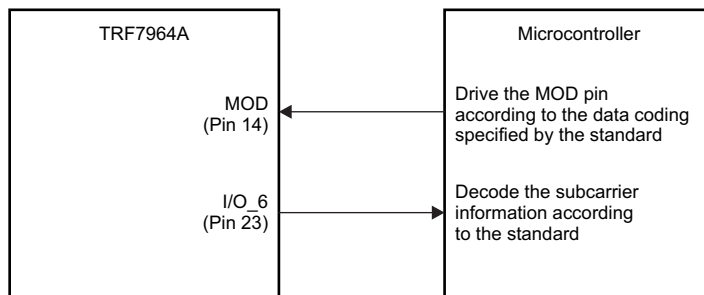 TRF7964A
Microcontroller
MOD
(Pin 14)
Drive the MOD pin
according to the data coding
specified by the standard
I/O_6
(Pin 23)
Decode the subcarrier
information according
to the standard